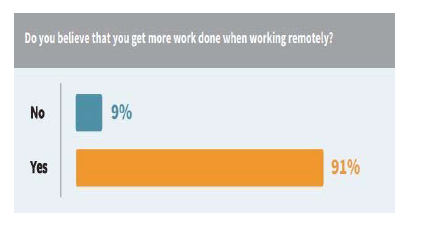 Do you believe that you get more work done when working remotely?
No 9%
Yes 91%